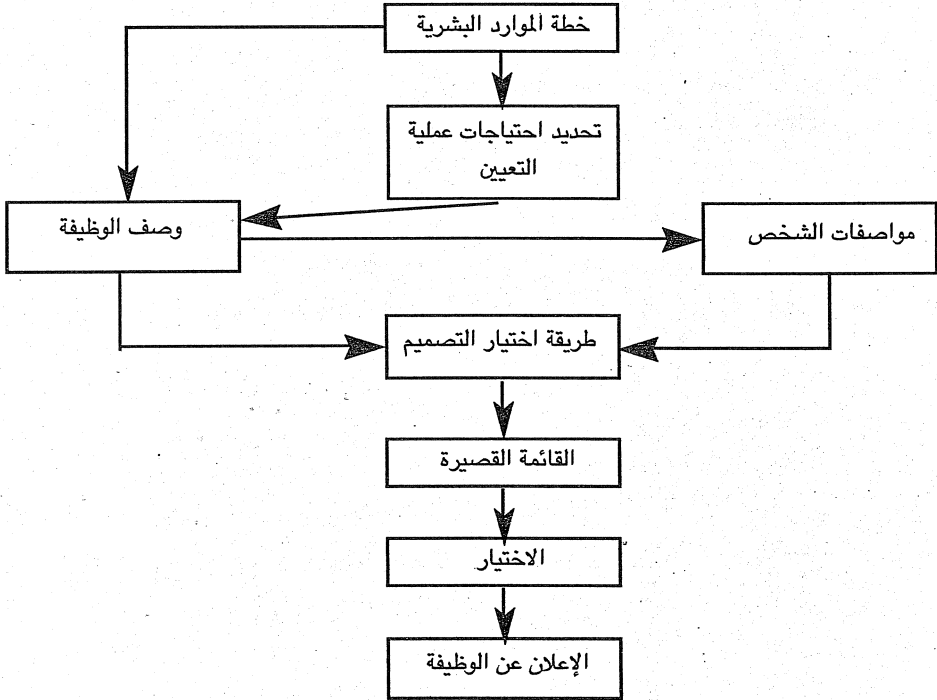 خطة الموارد البشرية
تحديد احتياجات عملية
التعيين
وصف الوظيفة
مواصفات الشخص
طريقة اختيار التصميم
القائمة القصيرة
الاختيار
الإعلان عن الوظيفة